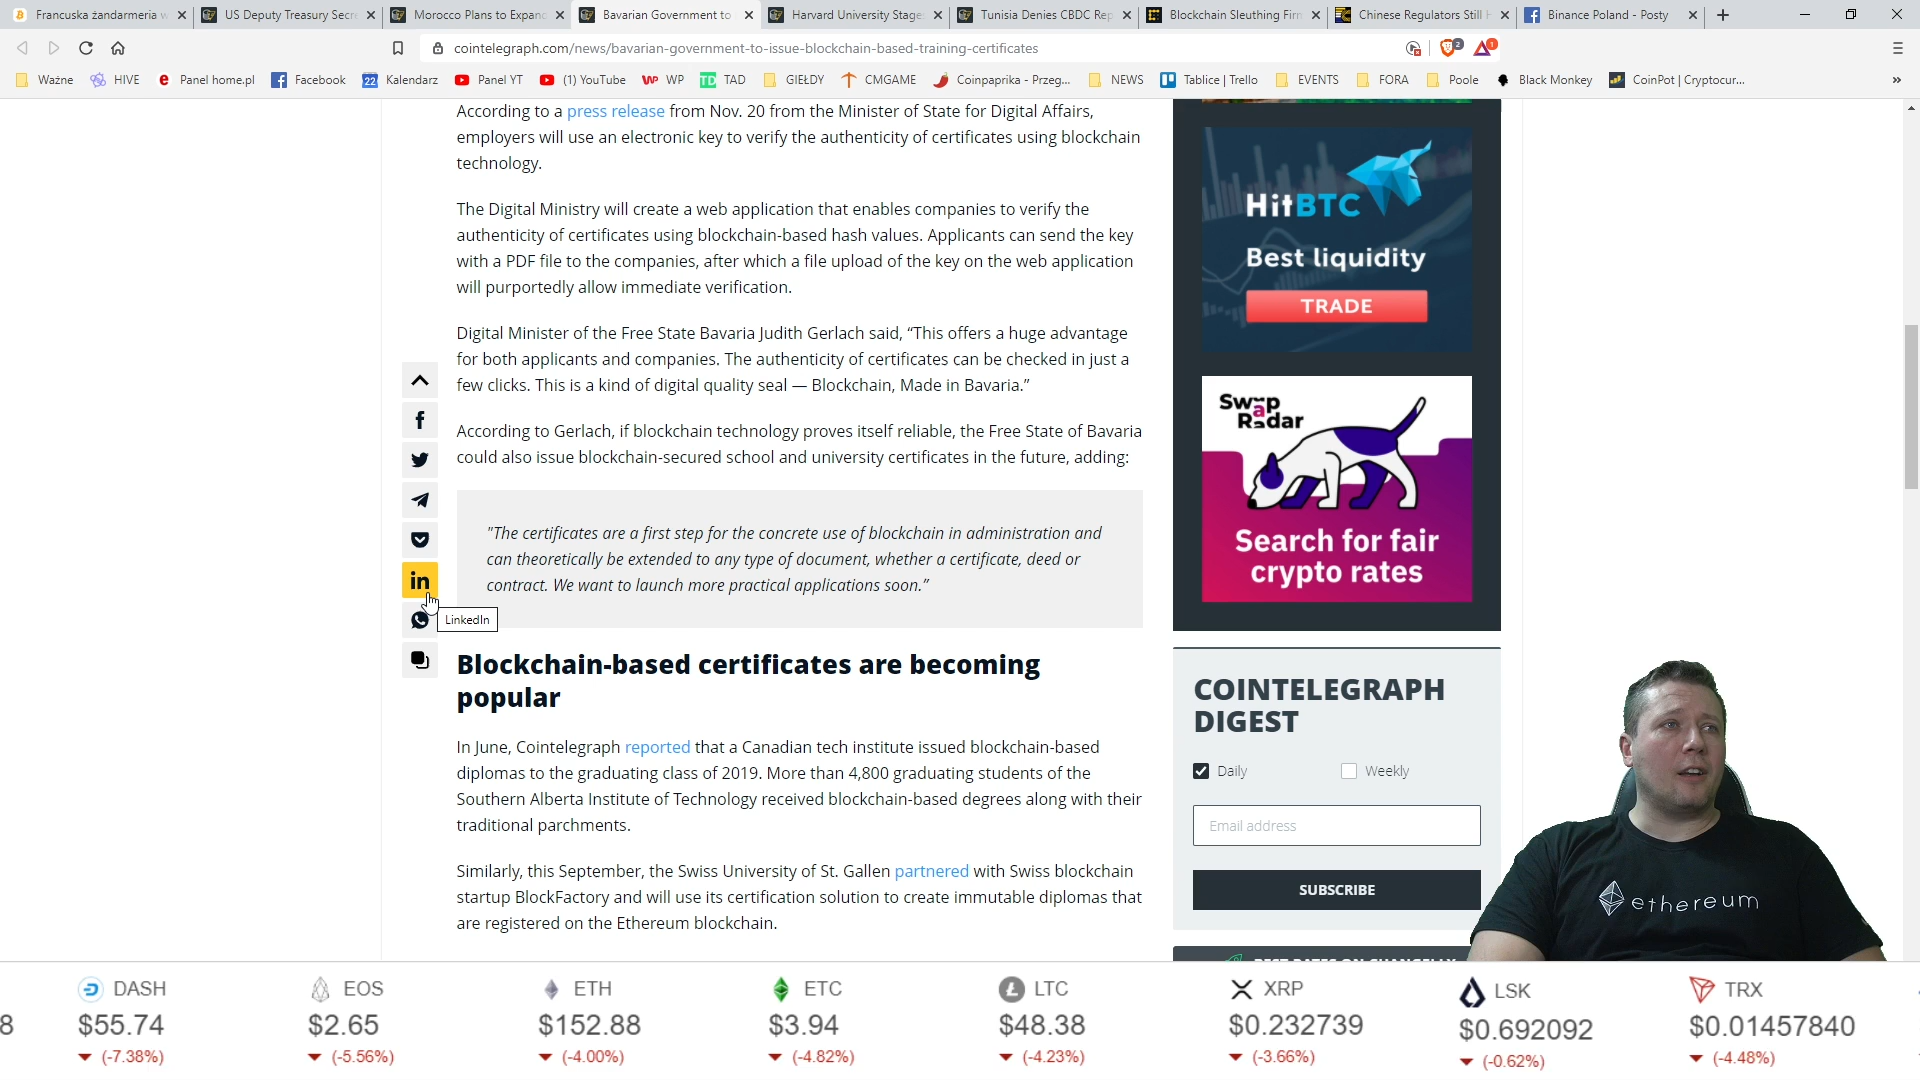 Francuska żandarmeria w
US Deputy Treasury Secre
Morocco Plans to Expand
Bavarian Government to
Harvard University Stage
Tunisia Denies CBDC Rep
Blockchain Sleuthing Firm
Chinese Regulators Still H
Binance Poland - Posty
cointelegraph.com/news/bavarian-government-to-issue-blockchain-based-training-certificates
2
1
Ważne
HIVE
Panel home.pl
Facebook
22 Kalendarz
Panel YT
(1) YouTube
WP WP
TD TAD
GIEŁDY
CMGAME
Coinpaprika - Przeg...
NEWS
Tablice | Trello
EVENTS
FORA
Poole
Black Monkey
CoinPot | Cryptocur...
According to a press release from Nov. 20 from the Minister of State for Digital Affairs,
employers will use an electronic key to verify the authenticity of certificates using blockchain
technology.
The Digital Ministry will create a web application that enables companies to verify the
authenticity of certificates using blockchain-based hash values. Applicants can send the key
with a PDF file to the companies, after which a file upload of the key on the web application
will purportedly allow immediate verification.
Digital Minister of the Free State Bavaria Judith Gerlach said, “This offers a huge advantage
for both applicants and companies. The authenticity of certificates can be checked in just a
few clicks. This is a kind of digital quality seal — Blockchain, Made in Bavaria.”
According to Gerlach, if blockchain technology proves itself reliable, the Free State of Bavaria
could also issue blockchain-secured school and university certificates in the future, adding:
"The certificates are a first step for the concrete use of blockchain in administration and
can theoretically be extended to any type of document, whether a certificate, deed or
contract. We want to launch more practical applications soon.”
in
LinkedIn
Blockchain-based certificates are becoming
popular
In June, Cointelegraph reported that a Canadian tech institute issued blockchain-based
diplomas to the graduating class of 2019. More than 4,800 graduating students of the
Southern Alberta Institute of Technology received blockchain-based degrees along with their
traditional parchments.
Similarly, this September, the Swiss University of St. Gallen partnered with Swiss blockchain
startup BlockFactory and will use its certification solution to create immutable diplomas that
are registered on the Ethereum blockchain.
HitBTC
Best liquidity
TRADE
Swap
Radar
Search for fair
crypto rates
COINTELEGRAPH
DIGEST
Daily
Weekly
Email address
SUBSCRIBE
BEST RATES ON CHANGELLY
ethereum
8
DASH
$55.74
(-7.38%)
EOS
$2.65
(-5.56%)
ETH
$152.88
(-4.00%)
ETC
$3.94
(-4.82%)
LTC
$48.38
(-4.23%)
XRP
$0.232739
(-3.66%)
LSK
$0.692092
(-0.62%)
TRX
$0.01457840
(-4.48%)